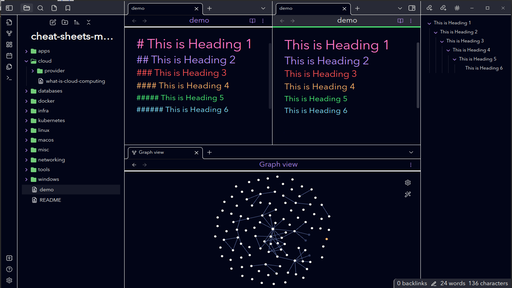 cheat-sheets-m...
apps
cloud
provider
what-is-cloud-computing
databases
docker
infra
kubernetes
linux
macos
misc
networking
tools
windows
demo
README
demo
demo
# This is Heading 1
## This is Heading 2
### This is Heading 3
#### This is Heading 4
##### This is Heading 5
###### This is Heading 6
demo
demo
This is Heading 1
This is Heading 2
This is Heading 3
This is Heading 4
This is Heading 5
This is Heading 6
Graph view
Graph view
This is Heading 1
This is Heading 2
This is Heading 3
This is Heading 4
This is Heading 5
This is Heading 6
0 backlinks
24 words 136 characters